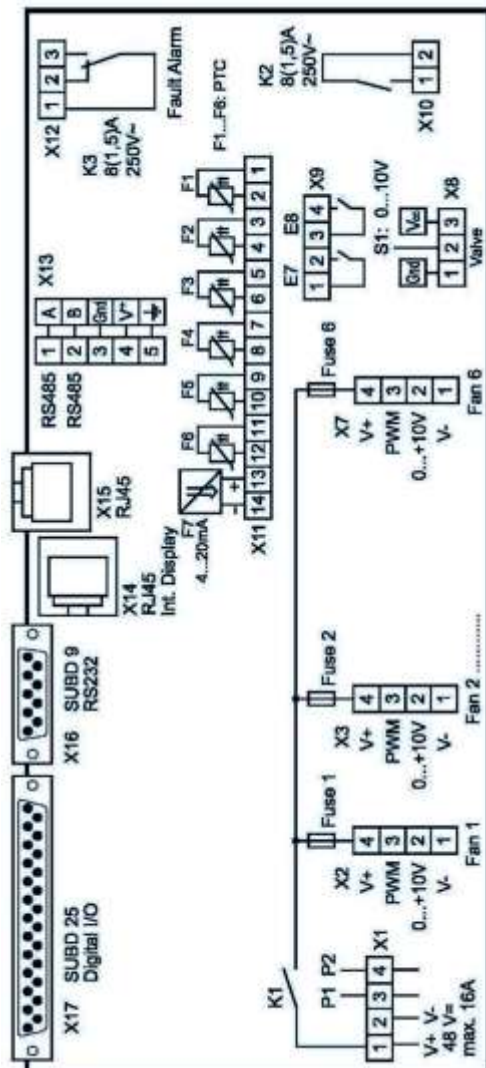 X17
SUBD 25
Digital I/O
X16
SUBD 9
RS232
X14
RJ45
Int. Display
X15
RJ45
RS485
RS485
1 A
2 B
3 Gnd
4 V+
5
X13
X12
1 2 3
K3
8(1,5)A
250V~
Fault Alarm
F7
4...20mA
F6
F5
F4
F3
F2
F1
F1...F6: PTC
- +
X11
14 13 12 11 10 9 8 7 6 5 4 3 2 1
K1
P1
P2
X1
1 2 3 4
V+ V-
48 V=
max. 16A
Fuse 1
X2
V+ 4
PWM 3
0...+10V 2
V- 1
Fan 1
Fuse 2
X3
V+ 4
PWM 3
0...+10V 2
V- 1
Fan 2 ............
Fuse 6
X7
V+ 4
PWM 3
0...+10V 2
V- 1
Fan 6
E7
E8
1 2 3 4
X9
S1: 0...10V
Gnd
Vcc
1 2 3
X8
Valve
K2
8(1,5)A
250V~
X10
1 2